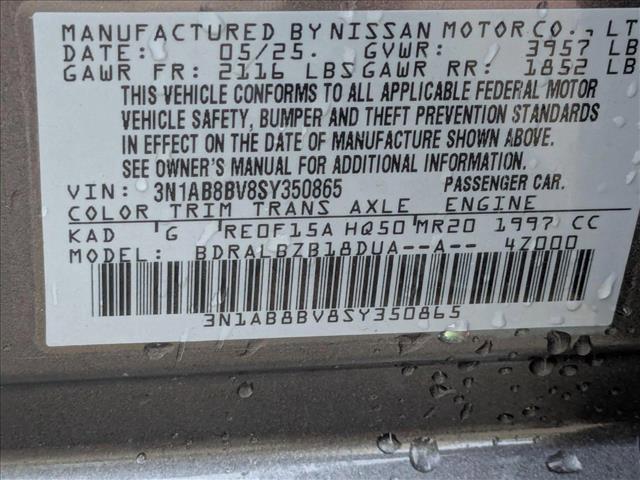 MANUFACTURED BY NISSAN MOTOR CO., LT
DATE: 05/25. GVWR: 3957 LB
GAWR FR: 2116 LBS GAWR RR: 1852 LB
THIS VEHICLE CONFORMS TO ALL APPLICABLE FEDERAL MOTOR
VEHICLE SAFETY, BUMPER AND THEFT PREVENTION STANDARDS
IN EFFECT ON THE DATE OF MANUFACTURE SHOWN ABOVE.
SEE OWNER'S MANUAL FOR ADDITIONAL INFORMATION.
VIN: 3N1AB8BV8SY350865 PASSENGER CAR.
COLOR TRIM TRANS AXLE ENGINE
KAD G RE0F15A HQ50 MR20 1997 CC
MODEL: BDRALBZB18DUA--A-- 4Z000
3N1AB8BV8SY350865